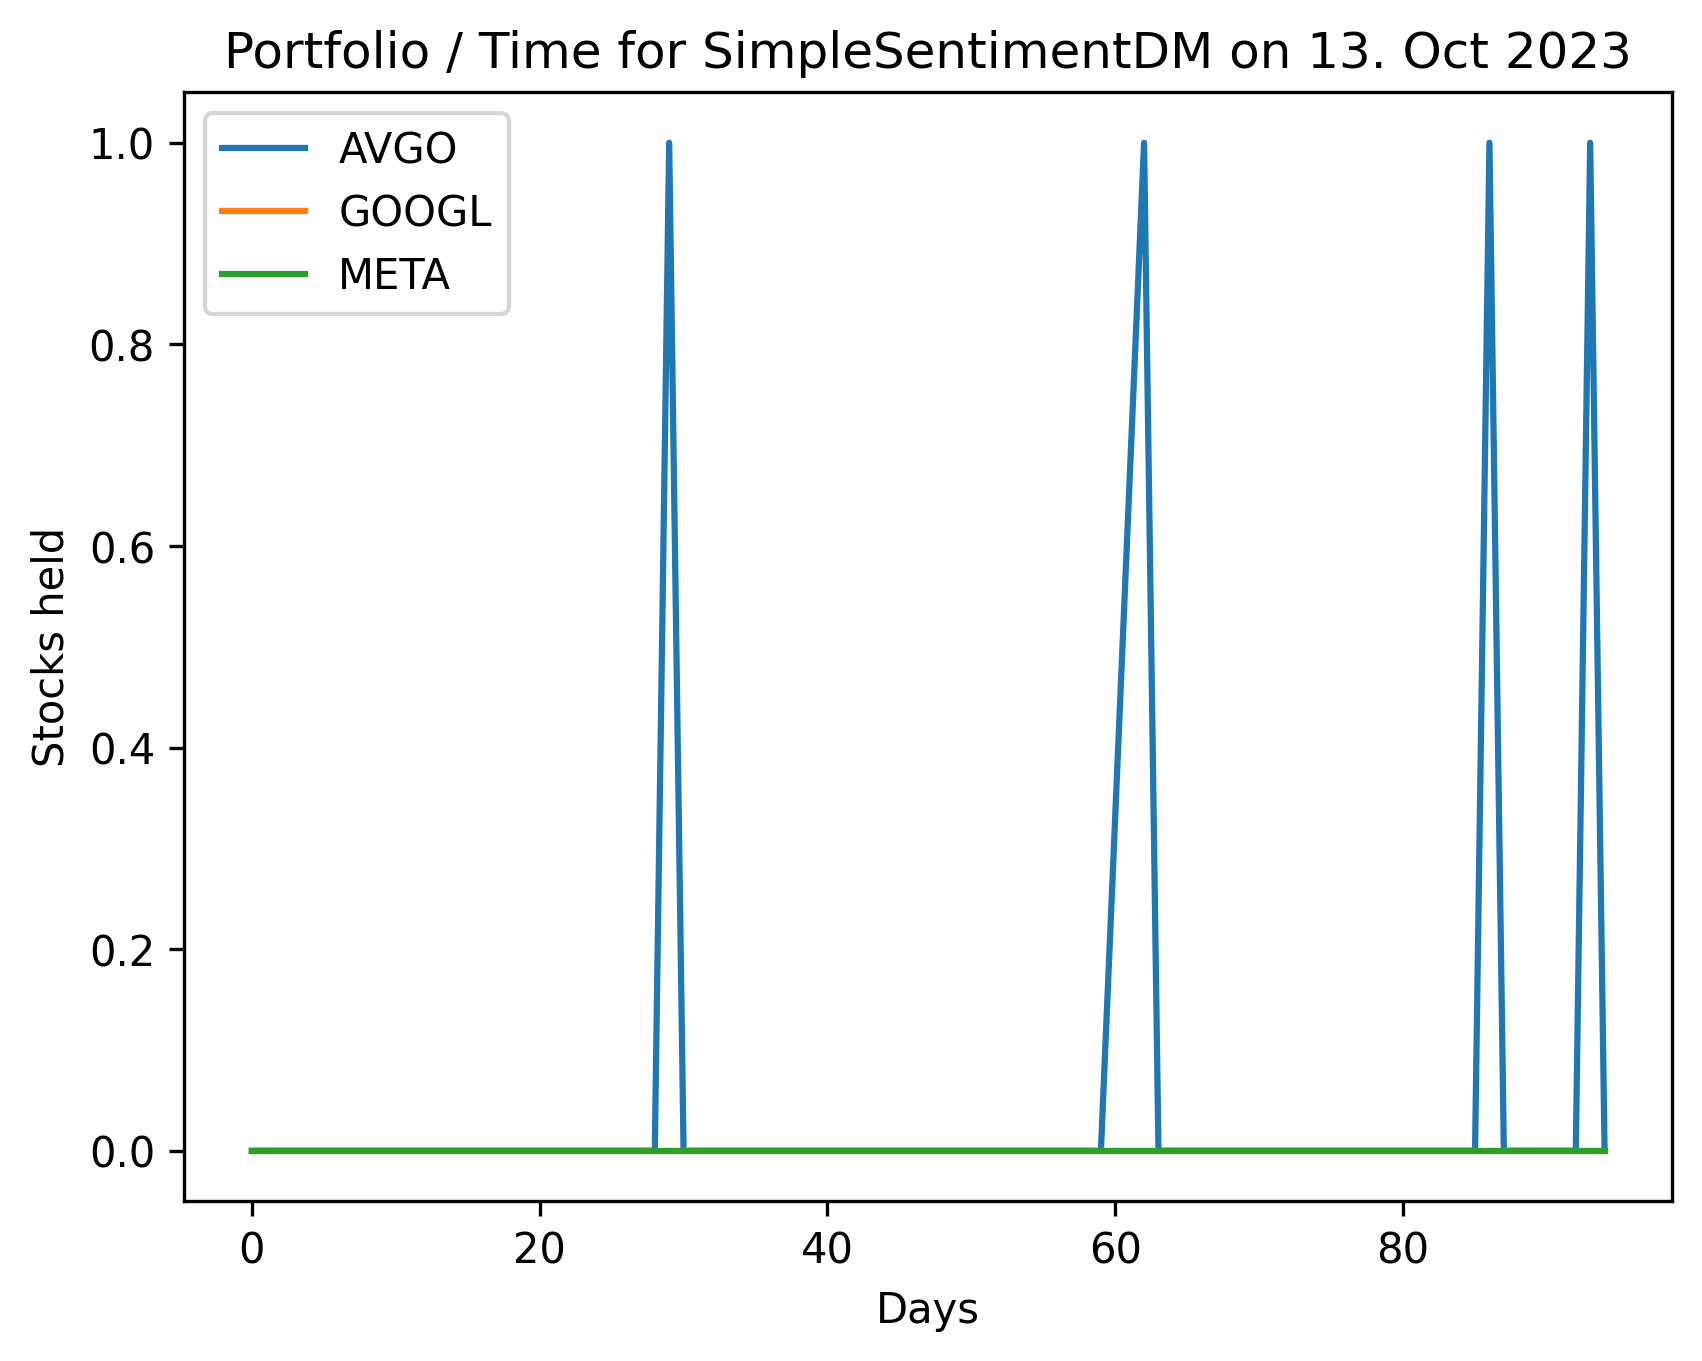 Portfolio / Time for SimpleSentimentDM on 13. Oct 2023
AVGO
GOOGL
META
1.0
0.8
0.6
0.4
0.2
0.0
Stocks held
0 20 40 60 80
Days